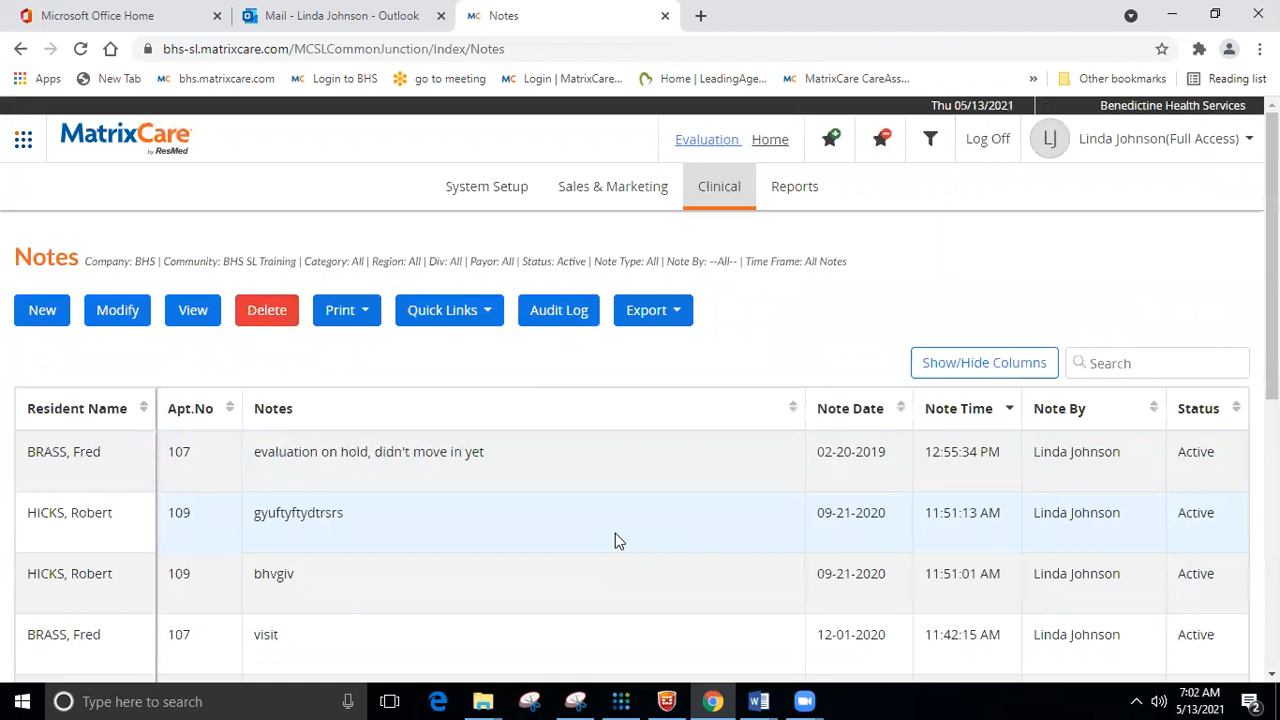 Microsoft Office Home
Mail - Linda Johnson - Outlook
MC Notes
bhs-sl.matrixcare.com/MCSLCommonJunction/Index/Notes
Apps
New Tab
MC bhs.matrixcare.com
MC Login to BHS
go to meeting
MC Login | MatrixCare...
Home | LeadingAge...
MC MatrixCare CareAss...
»
Other bookmarks
Reading list
Thu 05/13/2021
Benedictine Health Services
MatrixCare
by ResMed
Evaluation
Home
Log Off
LJ
Linda Johnson(Full Access)
System Setup
Sales & Marketing
Clinical
Reports
Notes Company: BHS | Community: BHS SL Training | Category: All | Region: All | Div: All | Payor: All | Status: Active | Note Type: All | Note By: --All-- | Time Frame: All Notes
New
Modify
View
Delete
Print
Quick Links
Audit Log
Export
Show/Hide Columns
Search
Resident Name Apt.No Notes Note Date Note Time Note By Status
BRASS, Fred 107 evaluation on hold, didn't move in yet 02-20-2019 12:55:34 PM Linda Johnson Active
HICKS, Robert 109 gyuftyftydtrsrs 09-21-2020 11:51:13 AM Linda Johnson Active
HICKS, Robert 109 bhvgiv 09-21-2020 11:51:01 AM Linda Johnson Active
BRASS, Fred 107 visit 12-01-2020 11:42:15 AM Linda Johnson Active
Type here to search
7:02 AM
5/13/2021
2